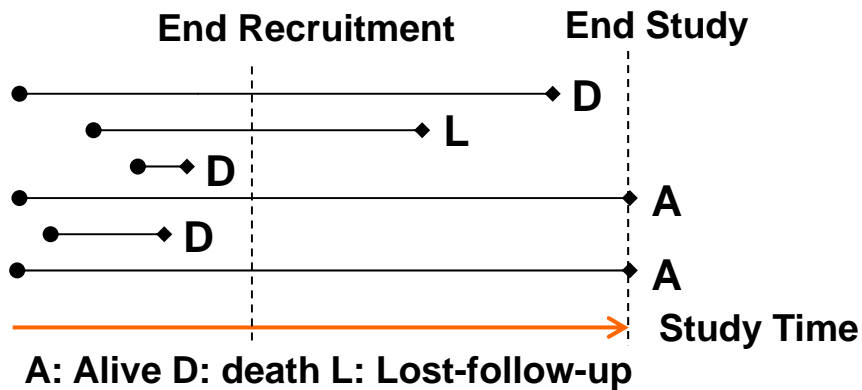 End Recruitment
End Study
D
L
D
A
D
A
Study Time
A: Alive D: death L: Lost-follow-up